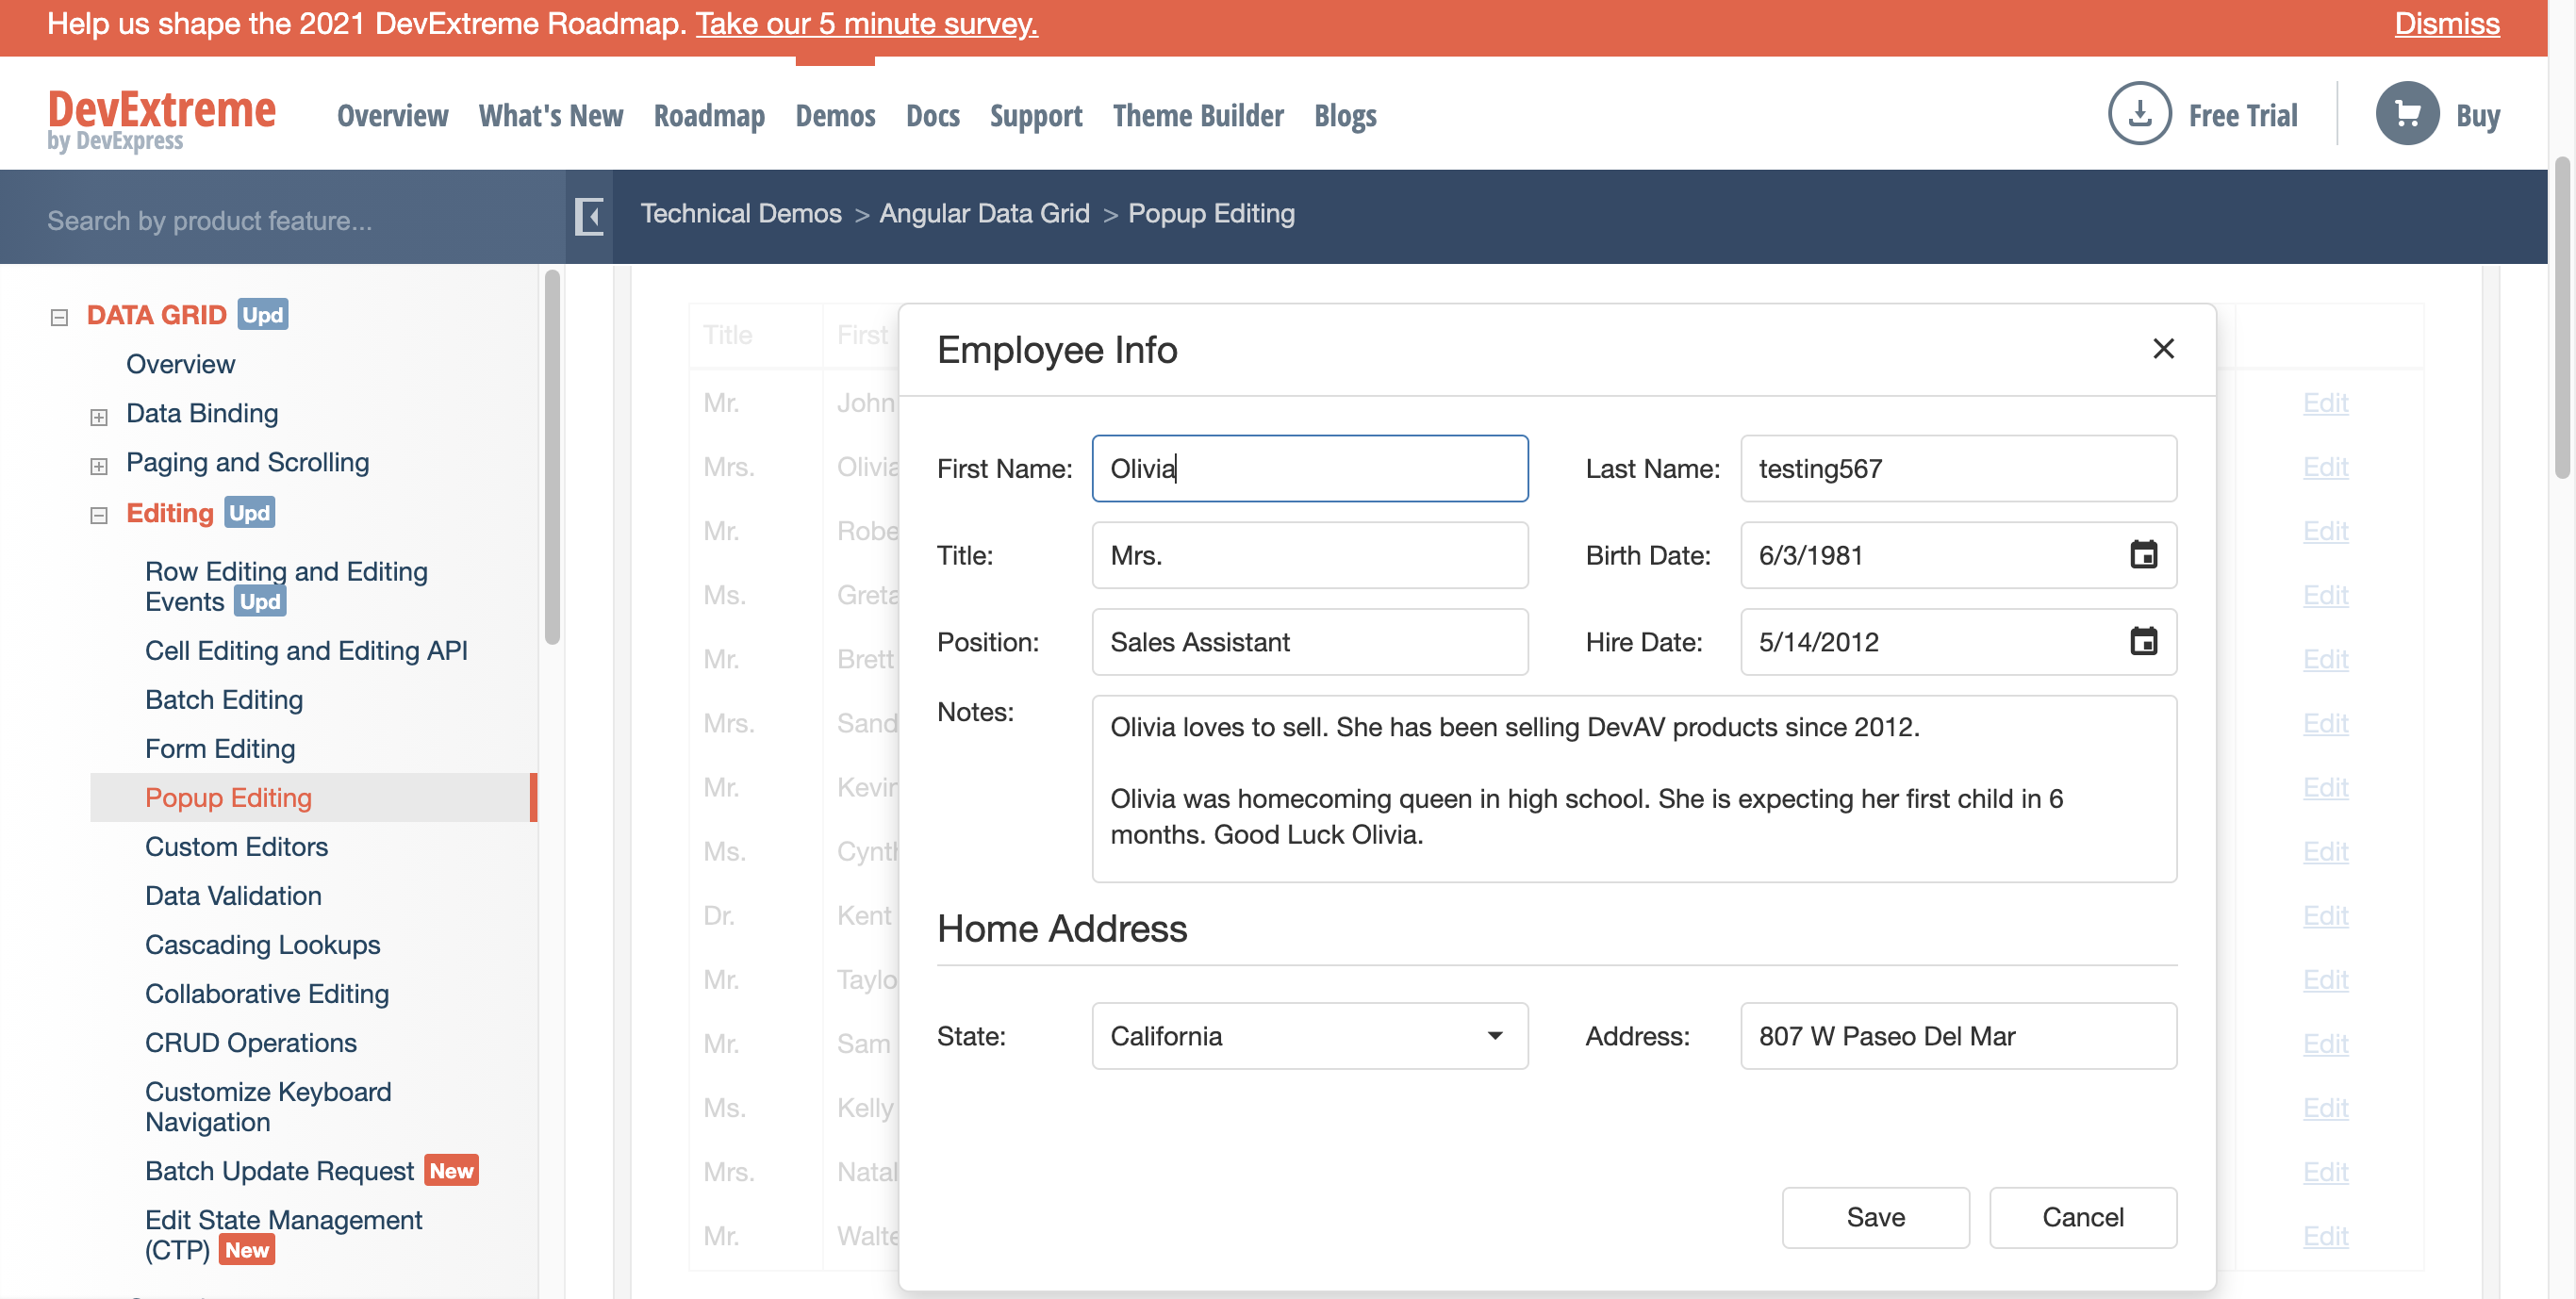 Help us shape the 2021 DevExtreme Roadmap. Take our 5 minute survey.
Dismiss
DevExtreme
by DevExpress
Overview
What's New
Roadmap
Demos
Docs
Support
Theme Builder
Blogs
Free Trial
Buy
Search by product feature...
Technical Demos > Angular Data Grid > Popup Editing
DATA GRID Upd
Overview
Data Binding
Paging and Scrolling
Editing Upd
Row Editing and Editing
Events Upd
Cell Editing and Editing API
Batch Editing
Form Editing
Popup Editing
Custom Editors
Data Validation
Cascading Lookups
Collaborative Editing
CRUD Operations
Customize Keyboard
Navigation
Batch Update Request New
Edit State Management
(CTP) New
Title First
Mr. John Edit
Mrs. Olivia Edit
Mr. Robe Edit
Ms. Greta Edit
Mr. Brett Edit
Mrs. Sand Edit
Mr. Kevin Edit
Ms. Cynth Edit
Dr. Kent Edit
Mr. Taylo Edit
Mr. Sam Edit
Ms. Kelly Edit
Mrs. Natal Edit
Mr. Walte Edit
Employee Info
First Name: Olivia
Last Name: testing567
Title: Mrs.
Birth Date: 6/3/1981
Position: Sales Assistant
Hire Date: 5/14/2012
Notes:
Olivia loves to sell. She has been selling DevAV products since 2012.
Olivia was homecoming queen in high school. She is expecting her first child in 6
months. Good Luck Olivia.
Home Address
State: California
Address: 807 W Paseo Del Mar
Save
Cancel